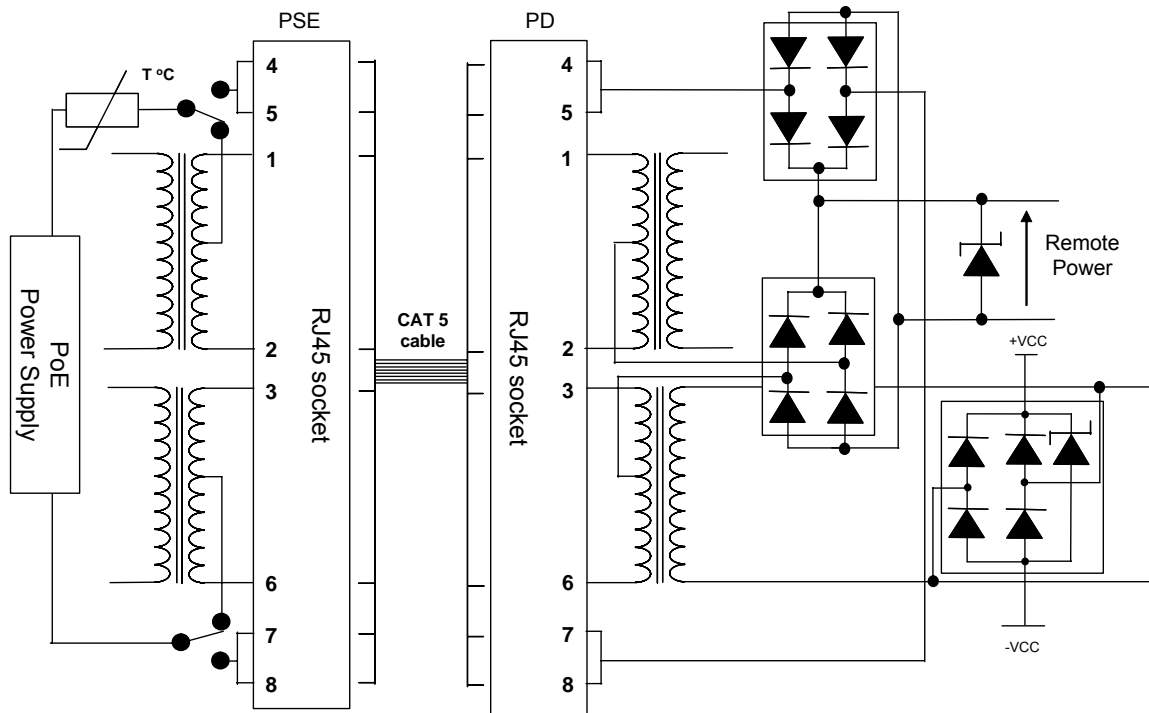 PSE
PD
T ºC
4
5
1
2
3
6
7
8
RJ45 socket
PoE
Power Supply
CAT 5
cable
4
5
1
2
3
6
7
8
RJ45 socket
Remote
Power
+VCC
-VCC